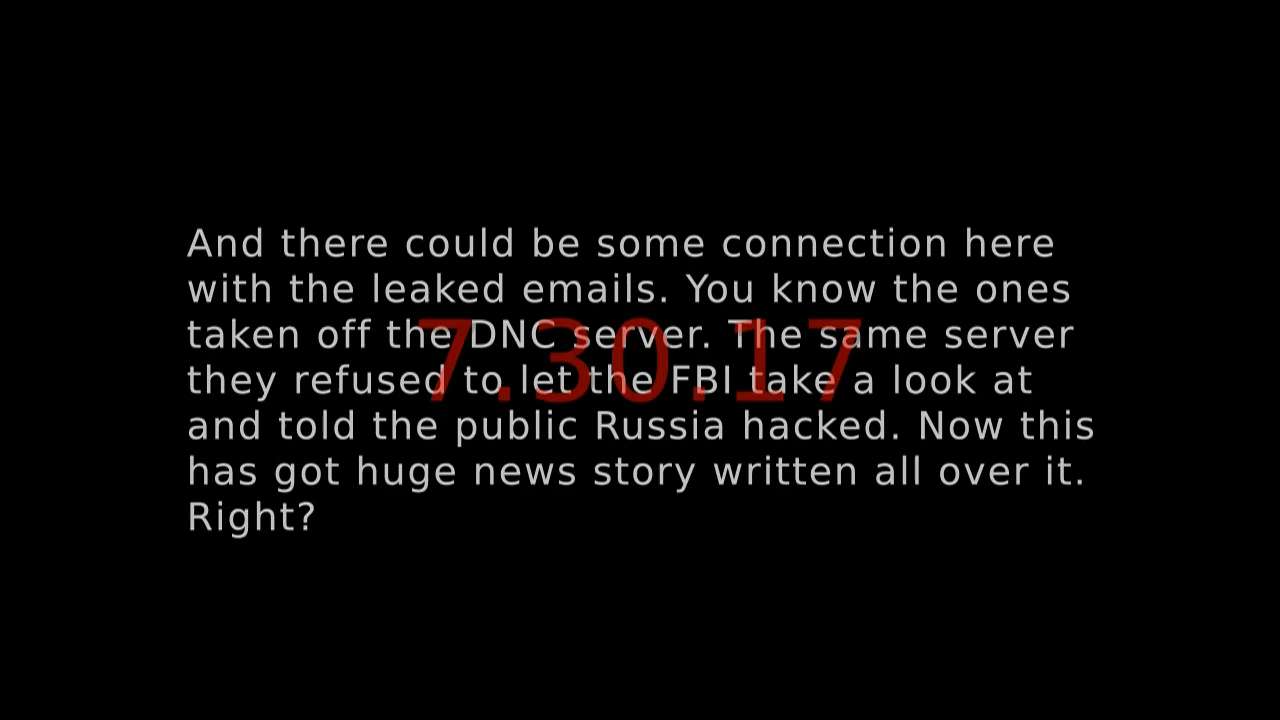 And there could be some connection here
with the leaked emails. You know the ones
taken off the DNC server. The same server
they refused to let the FBI take a look at
and told the public Russia hacked. Now this
has got huge news story written all over it.
Right?
7.30.17